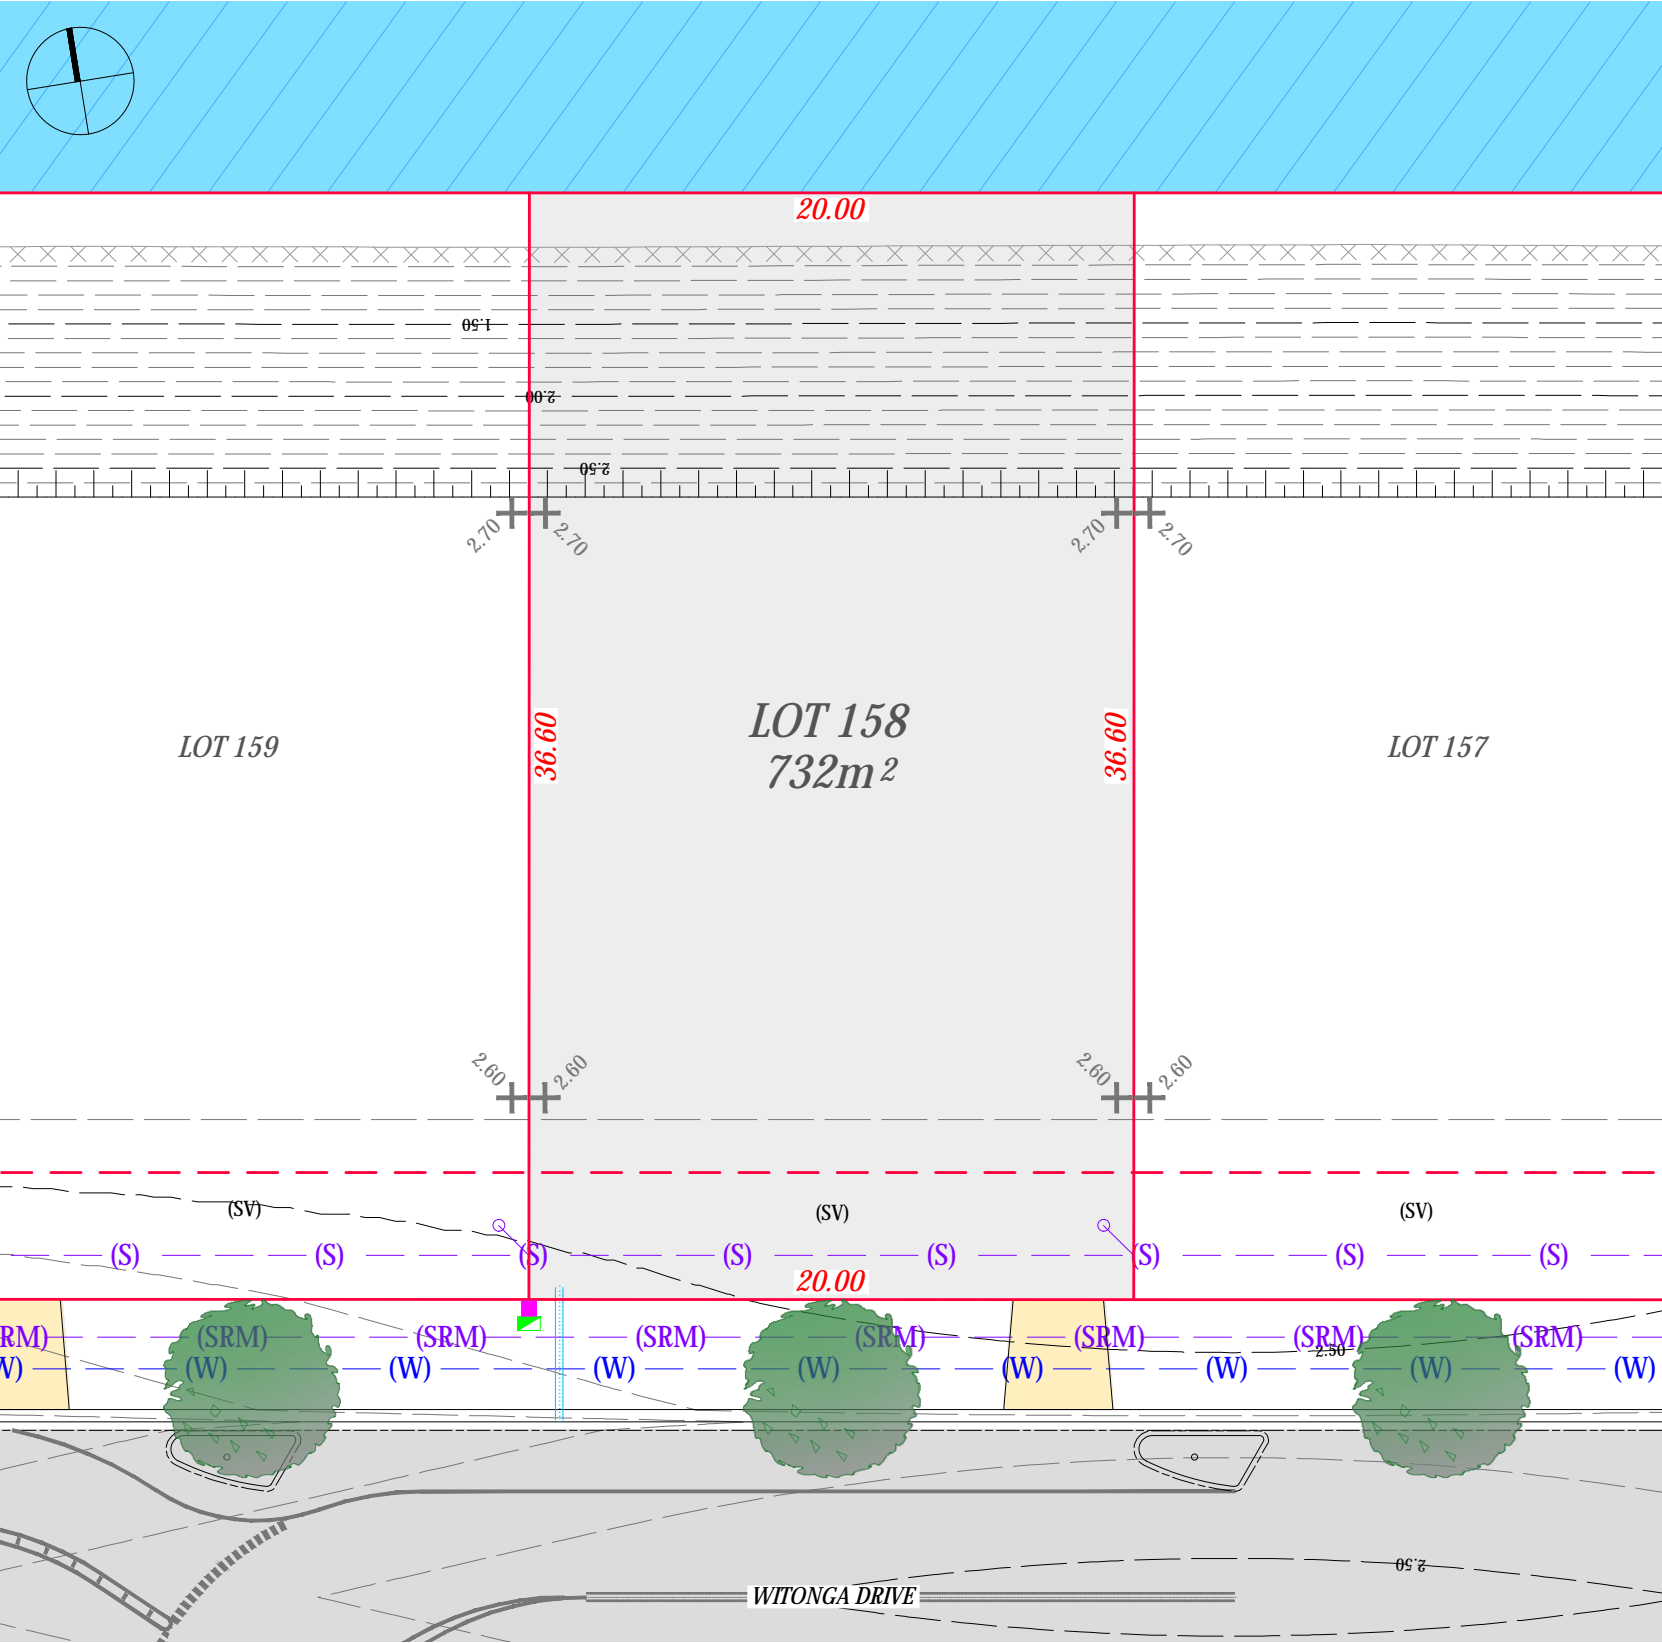 20.00
1.50
2.00
2.50
2.70
2.70
2.70
2.70
LOT 159
36.60
LOT 158
732m²
36.60
LOT 157
2.60
2.60
2.60
2.60
(SV)
(SV)
(SV)
(S)
(S)
(S)
(S)
(S)
(S)
(S)
(S)
20.00
RM)
(SRM)
(SRM)
(SRM)
(SRM)
(SRM)
(SRM)
(SRM)
2.50
W)
(W)
(W)
(W)
(W)
(W)
(W)
(W)
(W)
2.50
WITONGA DRIVE